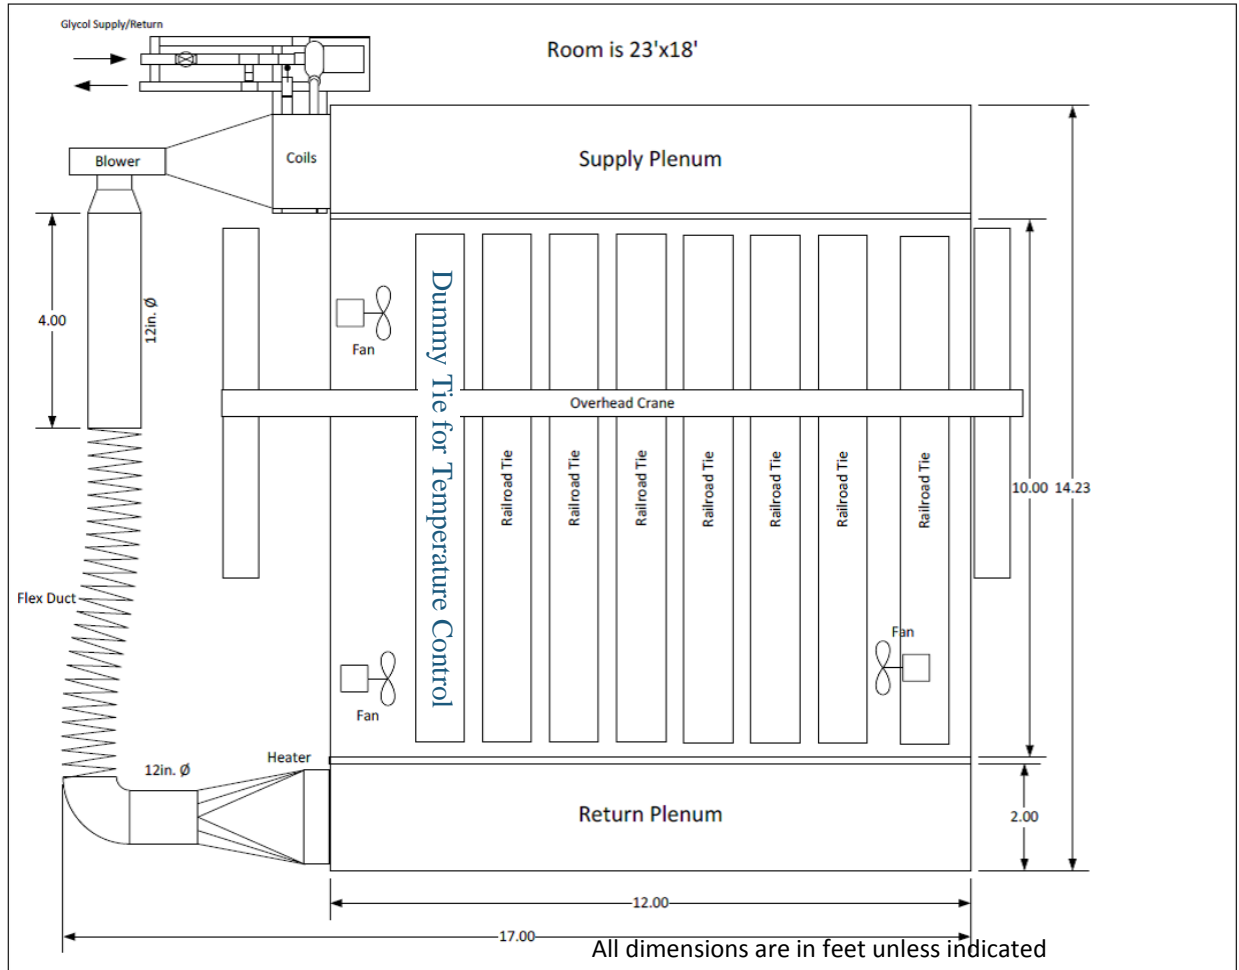 Glycol Supply/Return
Room is 23'x18'
Blower
Coils
Supply Plenum
4.00
12in. Ø
Fan
Dummy Tie for Temperature Control
Overhead Crane
Railroad Tie
Railroad Tie
Railroad Tie
Railroad Tie
Railroad Tie
Railroad Tie
Railroad Tie
10.00
14.23
Flex Duct
Fan
Fan
Heater
12in. Ø
Return Plenum
2.00
12.00
17.00
All dimensions are in feet unless indicated